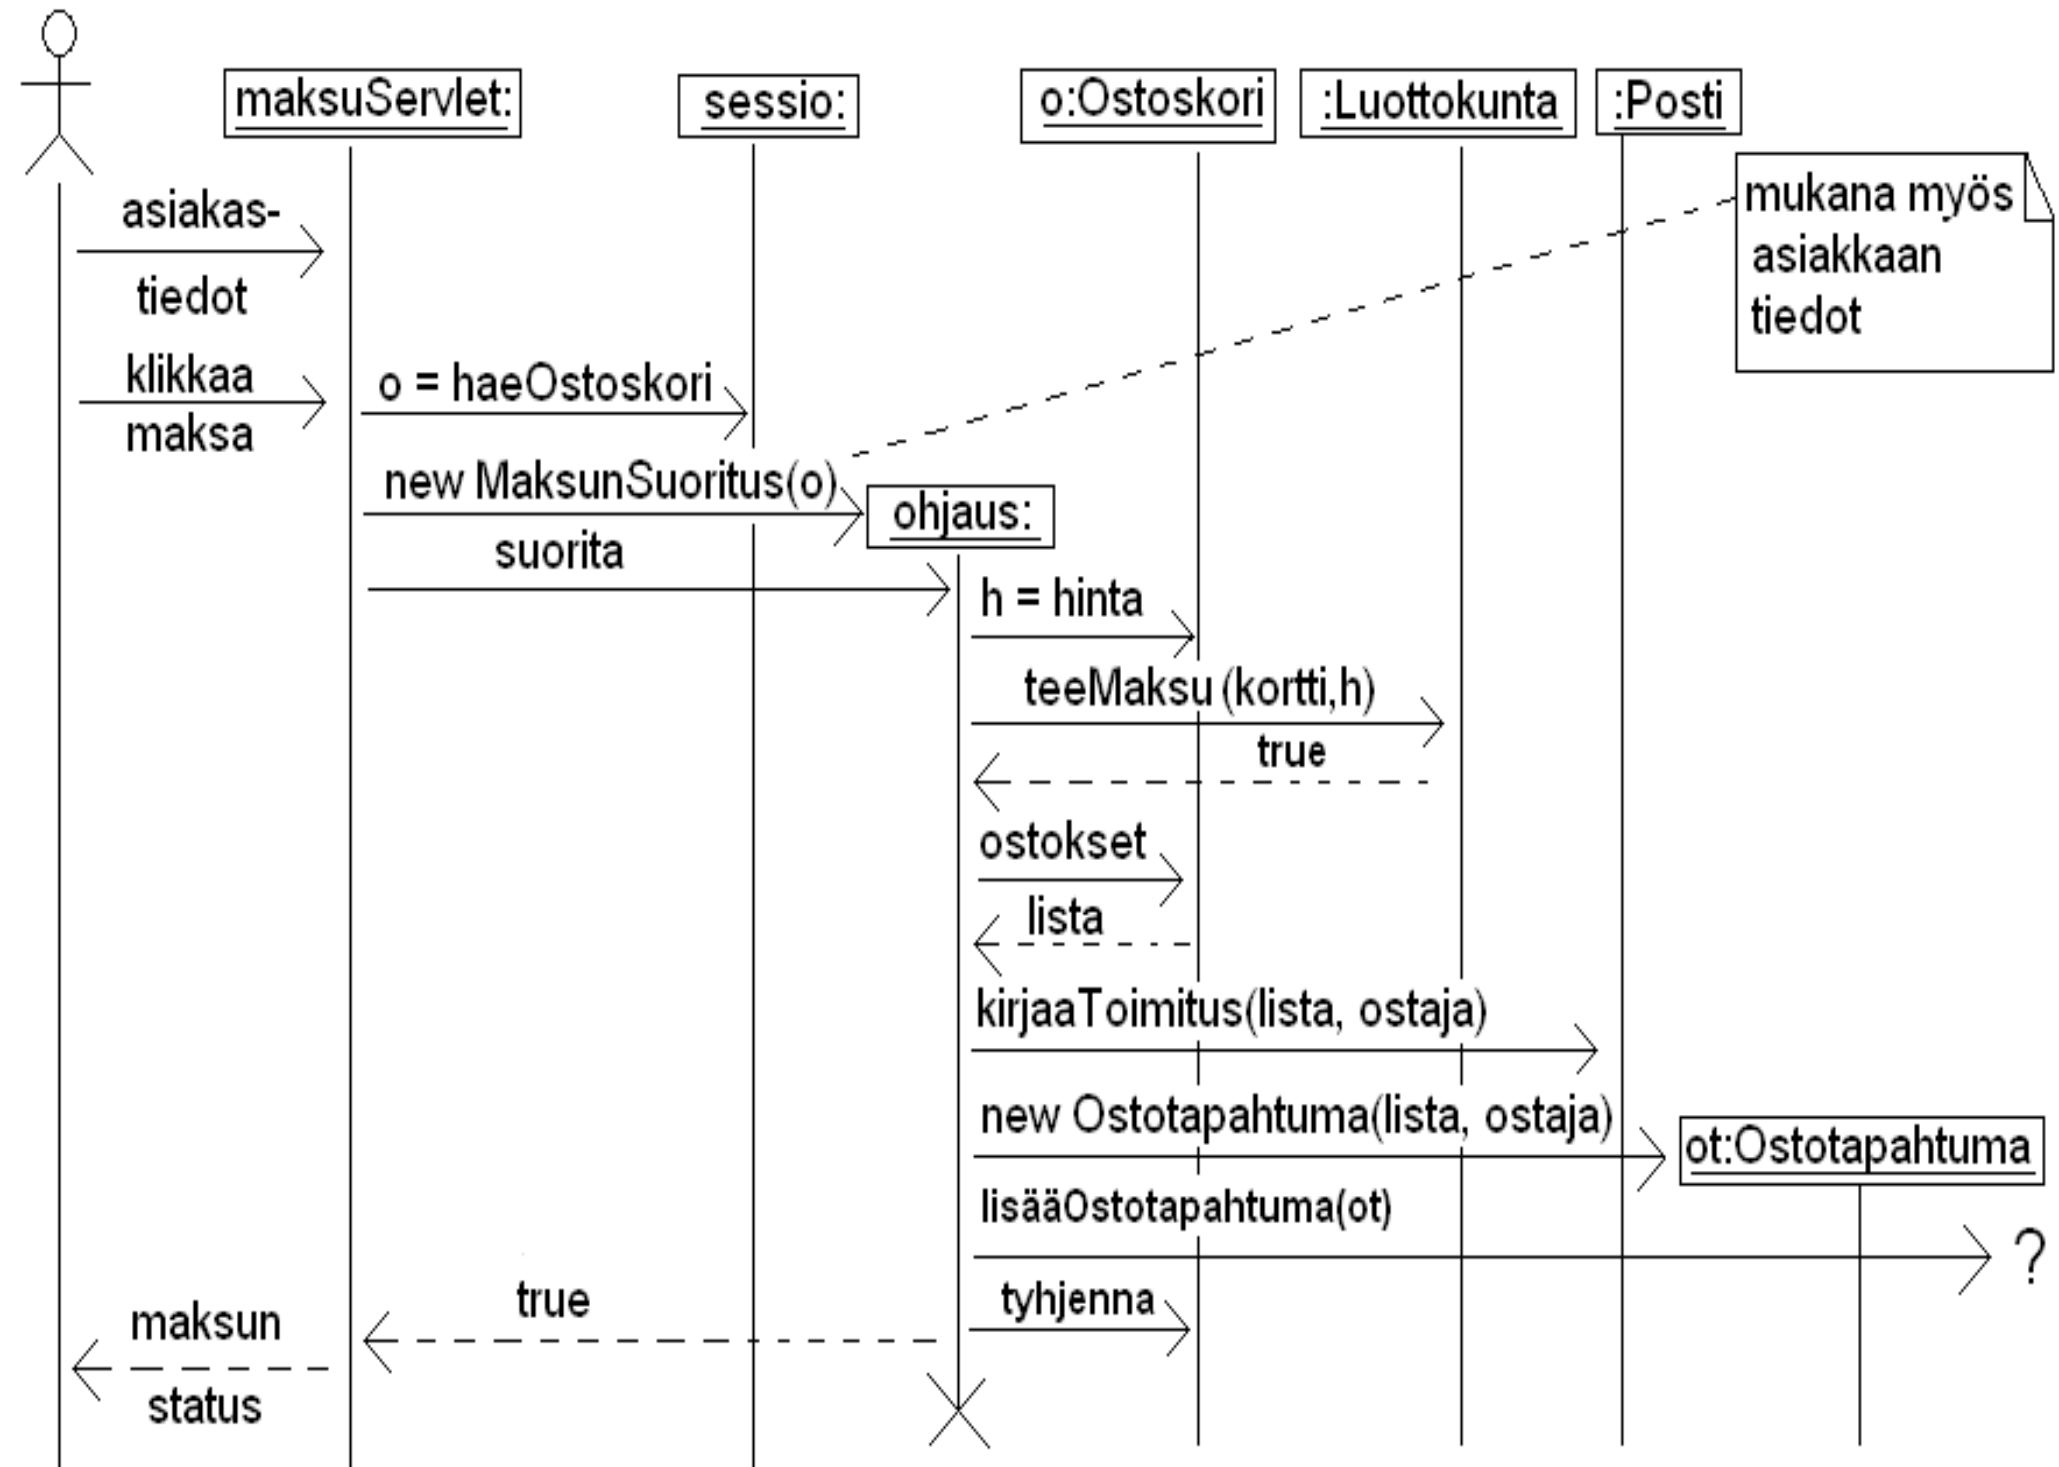 maksuServlet:
sessio:
o:Ostoskori
:Luottokunta
:Posti
mukana myös
asiakkaan
tiedot
asiakas-
tiedot
klikkaa
maksa
o = haeOstoskori
new MaksunSuoritus(o)
ohjaus:
suorita
h = hinta
teeMaksu (kortti,h)
true
ostokset
lista
kirjaaToimitus(lista, ostaja)
new Ostotapahtuma(lista, ostaja)
ot:Ostotapahtuma
lisääOstotapahtuma(ot)
?
tyhjenna
true
maksun
status